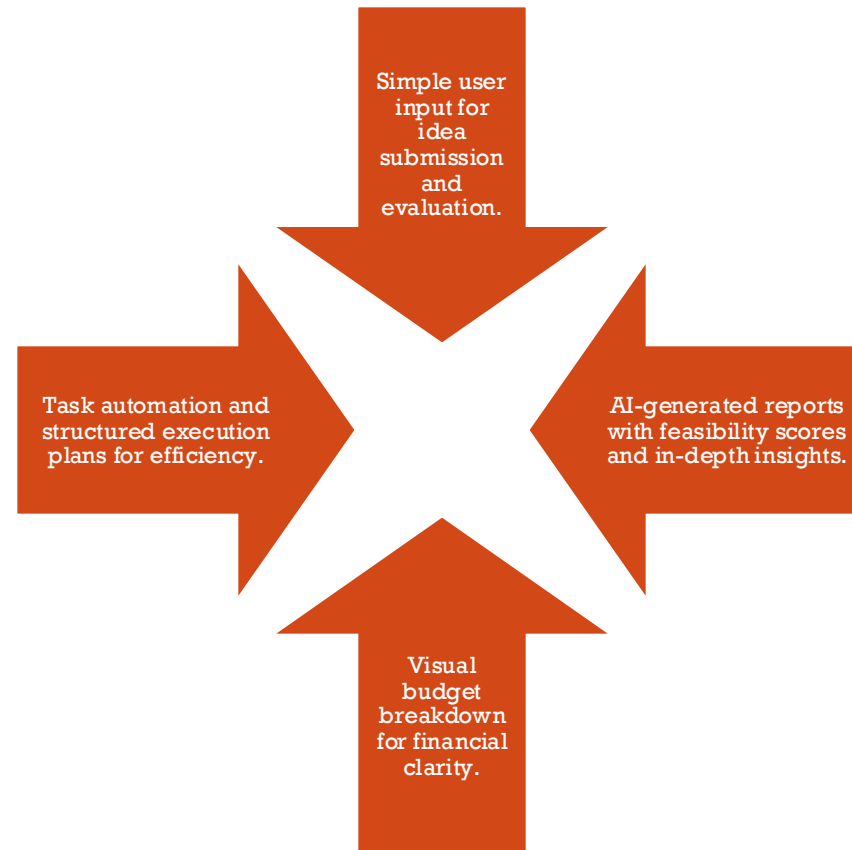 Simple user
input for
idea
submission
and
evaluation.
Task automation and
structured execution
plans for efficiency.
AI-generated reports
with feasibility scores
and in-depth insights.
Visual
budget
breakdown
for financial
clarity.